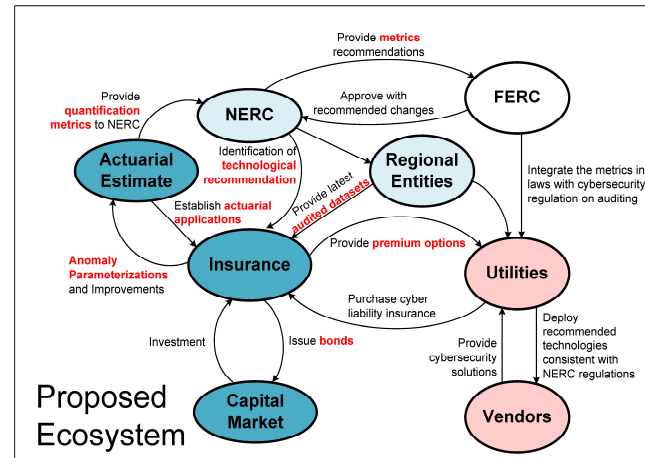 Provide metrics
recommendations
Provide
quantification
metrics to NERC
NERC
Approve with
recommended changes
FERC
Actuarial
Estimate
Identification of
technological
recommendation
Regional
Entities
Integrate the metrics in
laws with cybersecurity
regulation on auditing
Provide latest
audited datasets
Establish actuarial
applications
Anomaly
Parameterizations
and Improvements
Insurance
Provide premium options
Utilities
Purchase cyber
liability insurance
Investment
Issue bonds
Provide
cybersecurity
solutions
Deploy
recommended
technologies
consistent with
NERC regulations
Capital
Market
Vendors
Proposed
Ecosystem